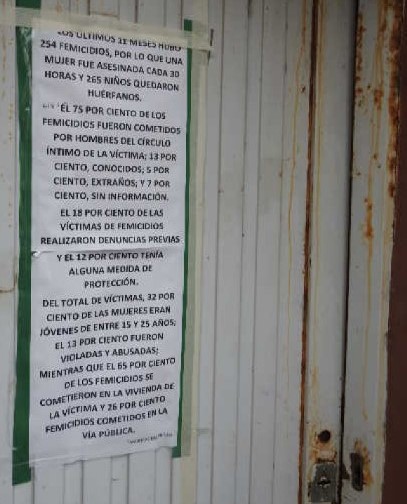 LOS ÚLTIMOS 12 MESES HUBO
254 FEMICIDIOS, POR LO QUE UNA
MUJER FUE ASESINADA CADA 30
HORAS Y 265 NIÑOS QUEDARON
HUÉRFANOS.
EN EL 75 POR CIENTO DE LOS
FEMICIDIOS FUERON COMETIDOS
POR HOMBRES DEL CÍRCULO
ÍNTIMO DE LA VÍCTIMA; 13 POR
CIENTO, CONOCIDOS; 5 POR
CIENTO, EXTRAÑOS; Y 7 POR
CIENTO, SIN INFORMACIÓN.
EL 18 POR CIENTO DE LAS
VÍCTIMAS DE FEMICIDIOS
REALIZARON DENUNCIAS PREVIAS
Y EL 12 POR CIENTO TENÍA
ALGUNA MEDIDA DE
PROTECCIÓN.
DEL TOTAL DE VÍCTIMAS, 32 POR
CIENTO DE LAS MUJERES ERAN
JÓVENES DE ENTRE 15 Y 25 AÑOS;
EL 13 POR CIENTO FUERON
VIOLADAS Y ABUSADAS;
MIENTRAS QUE EL 65 POR CIENTO
DE LOS FEMICIDIOS SE
COMETIERON EN LA VIVIENDA DE
LA VÍCTIMA Y 26 POR CIENTO
FEMICIDIOS COMETIDOS EN LA
VÍA PÚBLICA.